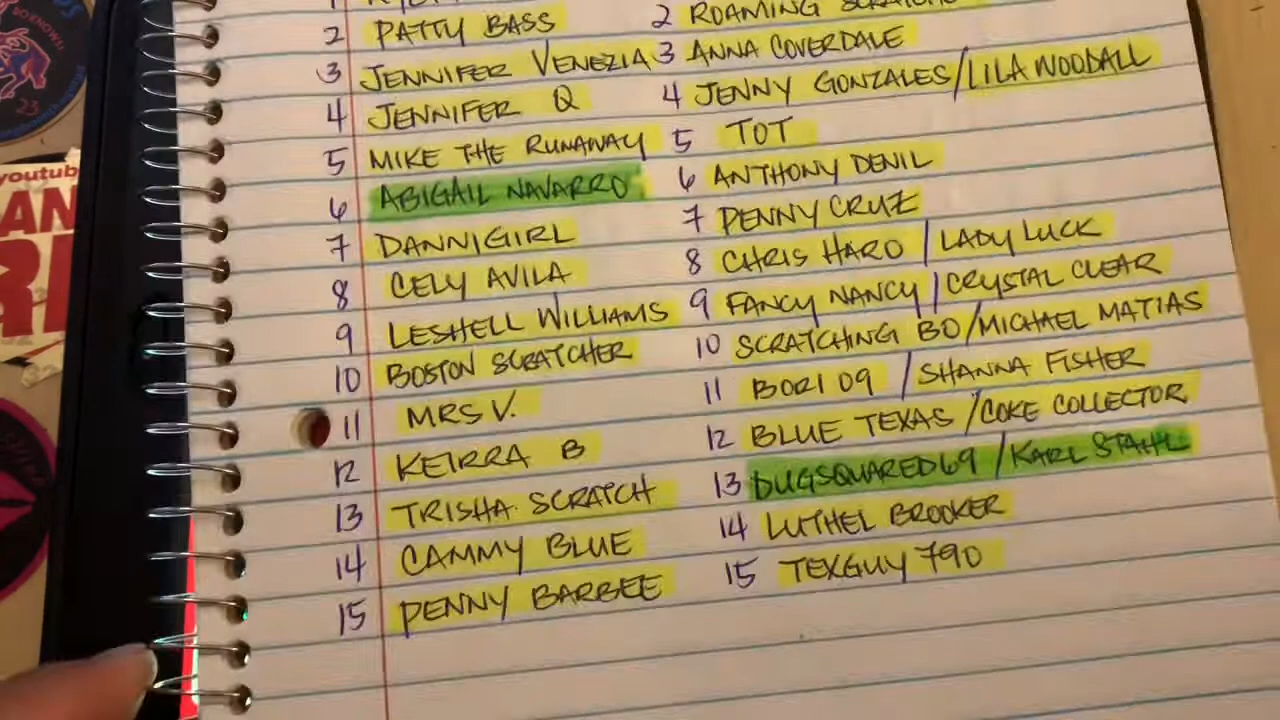 2 PATTY BASS
3 JENNIFER VENEZIA
4 JENNIFER Q
5 MIKE THE RUNAWAY
6 ABIGAIL NAVARRO
7 DANNIGIRL
8 CELY AVILA
9 LESHELL WILLIAMS
10 BOSTON SCRATCHER
11 MRS V.
12 KEIRRA B
13 TRISHA SCRATCH
14 CAMMY BLUE
15 PENNY BARBEE
2 ROAMING
3 ANNA COVERDALE
4 JENNY GONZALES/LILA WOODALL
5 TOT
6 ANTHONY DENIL
7 PENNY CRUZ
8 CHRIS HARO / LADY LUCK
9 FANCY NANCY / CRYSTAL CLEAR
10 SCRATCHING BO/MICHAEL MATIAS
11 BORI 09 / SHANNA FISHER
12 BLUE TEXAS / COKE COLLECTOR
13 DUGSQUARED69 / KARL STAHL
14 LUTHEL BROOKER
15 TEXGUY 790
youtub
23